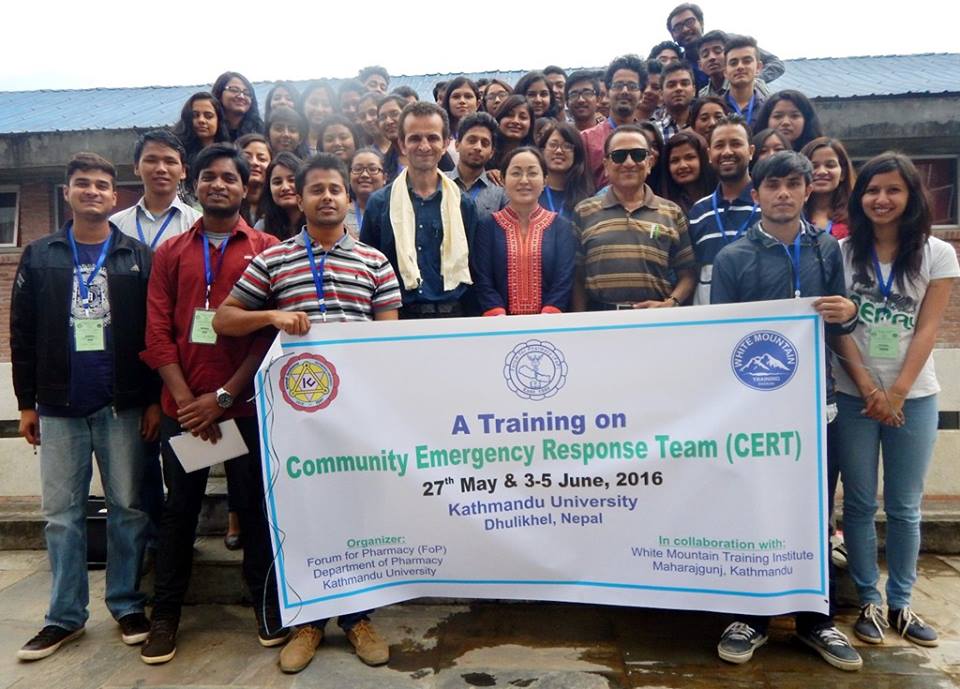 WHITE MOUNTAIN
TRAINING
A Training on
Community Emergency Response Team (CERT)
27th May & 3-5 June, 2016
Kathmandu University
Dhulikhel, Nepal
Organizer:
Forum for Pharmacy (FoP)
Department of Pharmacy
Kathmandu University
In collaboration with:
White Mountain Training Institute
Maharajgunj, Kathmandu